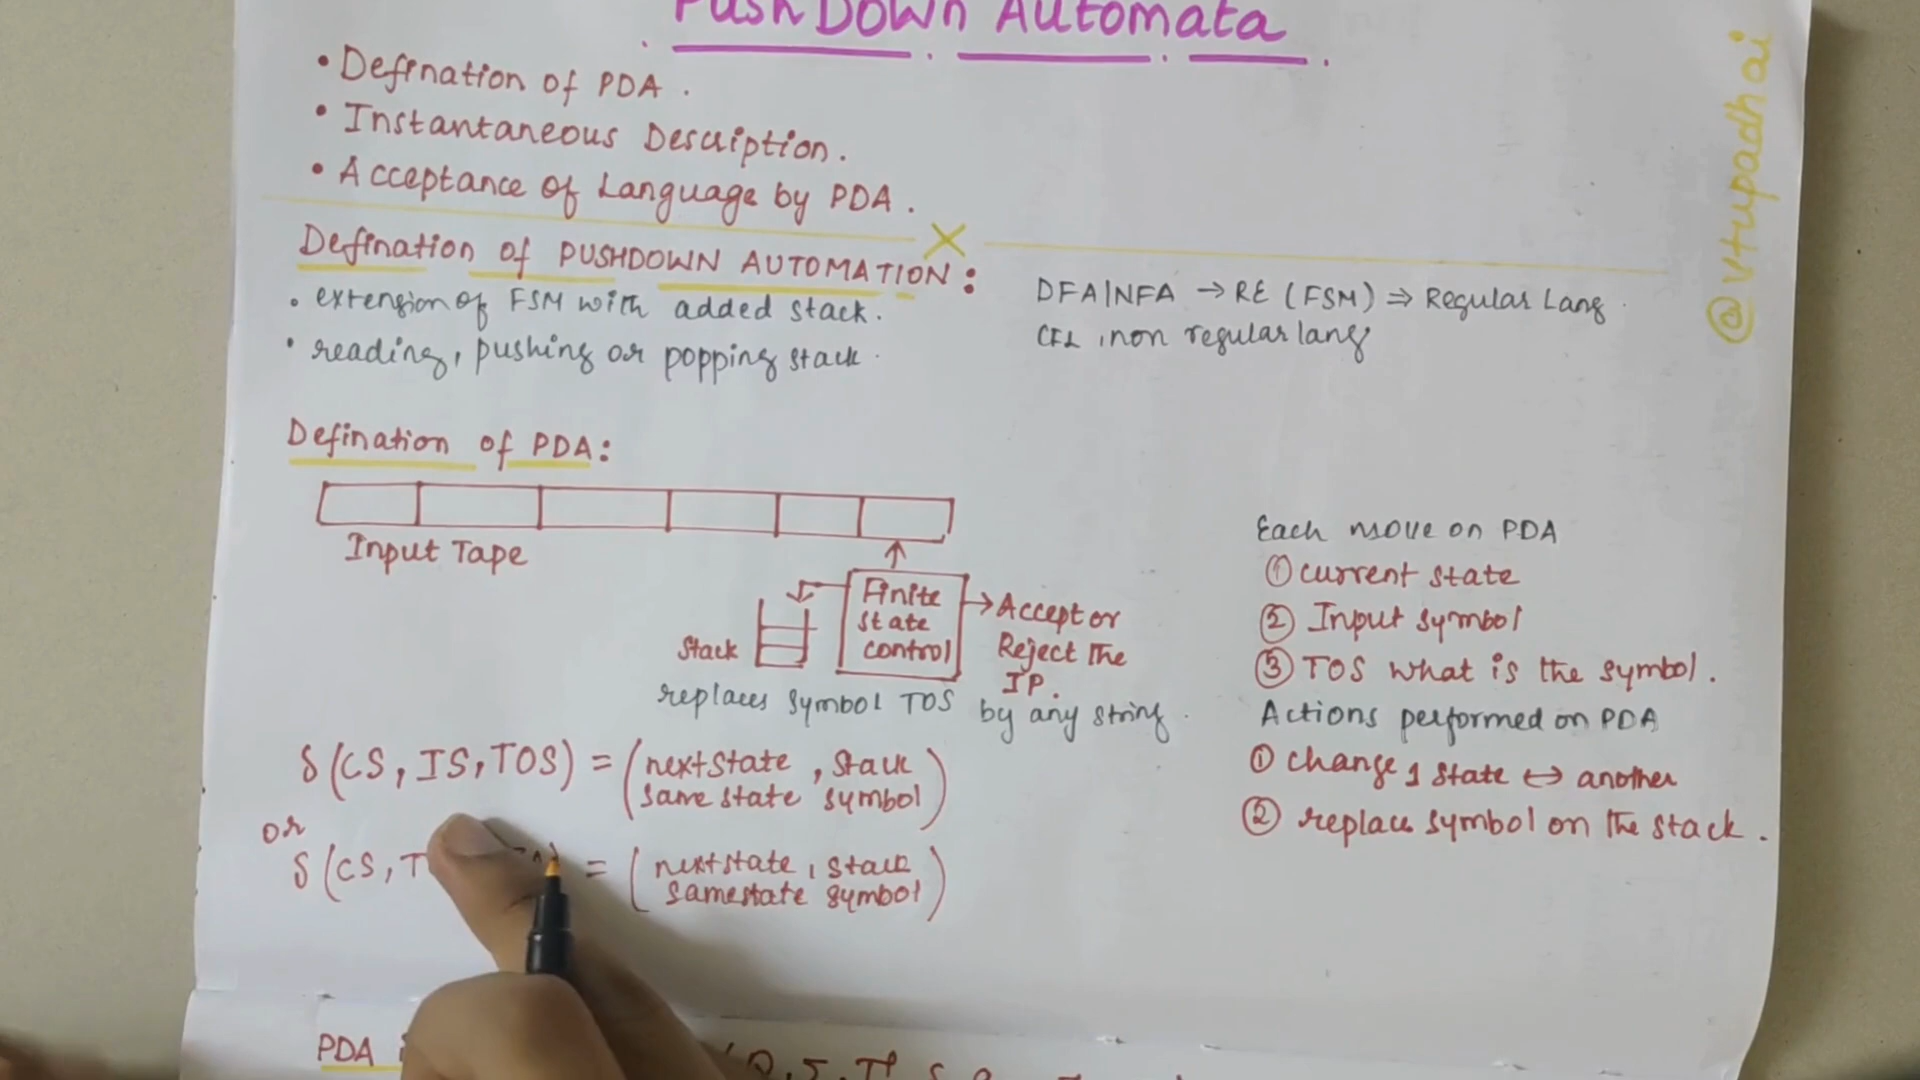 PushDown Automata
• Defination of PDA.
• Instantaneous Description.
• Acceptance of Language by PDA.
Defination of PUSHDOWN AUTOMATION:
• extension of FSM with added stack.
• reading, pushing or popping stack.
DFA|NFA → RE (FSM) ⇒ Regular Lang
CFL, non regular lang
@vtupadhai
Defination of PDA:
Input Tape
Finite
state
control
Stack
→ Accept or
Reject the
IP.
replaces symbol TOS by any string.
δ(CS, IS, TOS) = (nextstate, Stack
same state symbol)
or
δ(CS, = (nextstate, Stack
samestate symbol)
Each move on PDA
① current state
② Input symbol
③ TOS what is the symbol.
Actions performed on PDA
① change 1 state ↔ another
② replace symbol on the stack.
PDA